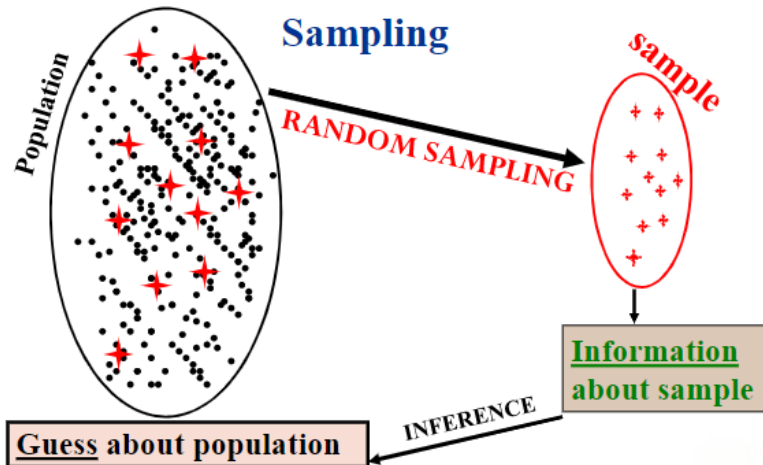 Sampling
Population
sample
RANDOM SAMPLING
Information
about sample
INFERENCE
Guess about population